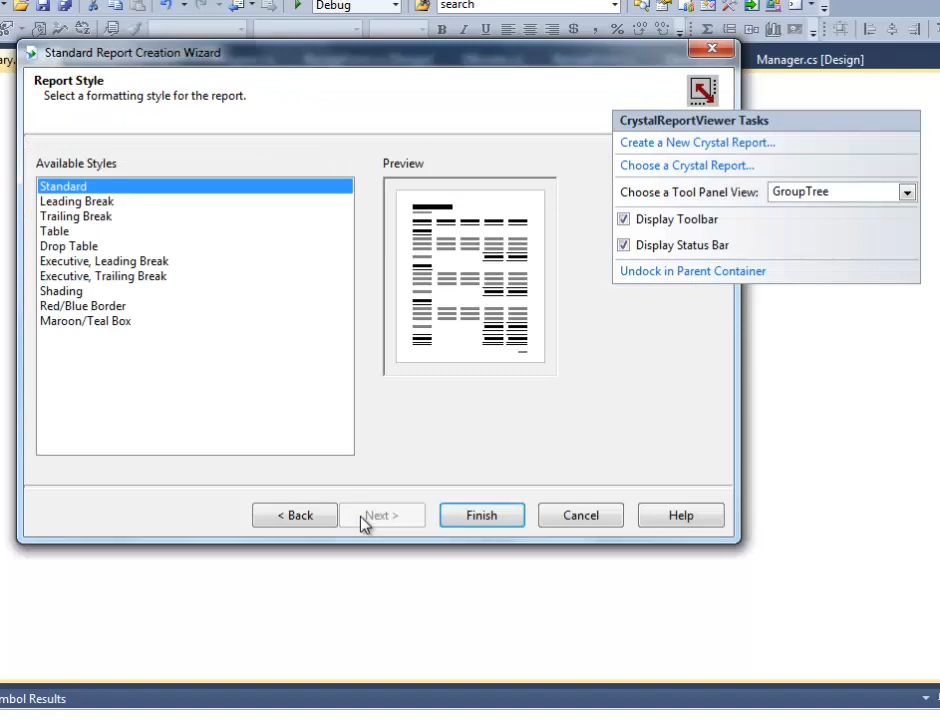 Debug
search
B I U $ , % Σ
Standard Report Creation Wizard
ary.
Manager.cs [Design]
Report Style
Select a formatting style for the report.
CrystalReportViewer Tasks
Create a New Crystal Report...
Choose a Crystal Report...
Choose a Tool Panel View: GroupTree
Display Toolbar
Display Status Bar
Undock in Parent Container
Available Styles
Preview
Standard
Leading Break
Trailing Break
Table
Drop Table
Executive, Leading Break
Executive, Trailing Break
Shading
Red/Blue Border
Maroon/Teal Box
< Back
Next >
Finish
Cancel
Help
mbol Results